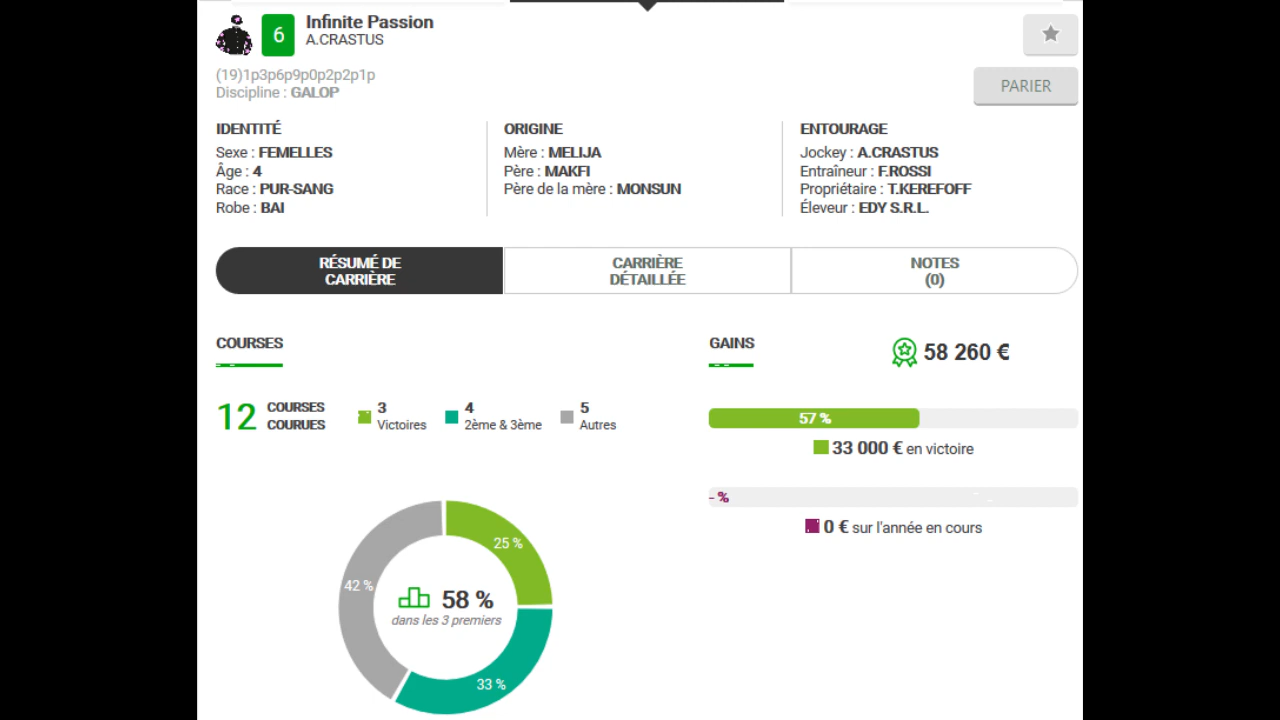 6
Infinite Passion
A.CRASTUS
(19)1p3p6p9p0p2p2p1p
Discipline : GALOP
PARIER
IDENTITÉ
Sexe : FEMELLES
Âge : 4
Race : PUR-SANG
Robe : BAI
ORIGINE
Mère : MELIJA
Père : MAKFI
Père de la mère : MONSUN
ENTOURAGE
Jockey : A.CRASTUS
Entraîneur : F.ROSSI
Propriétaire : T.KEREFOFF
Éleveur : EDY S.R.L.
RÉSUMÉ DE
CARRIÈRE
CARRIÈRE
DÉTAILLÉE
NOTES
(0)
COURSES
12 COURSES
COURUES
3
Victoires
4
2ème & 3ème
5
Autres
25 %
42 %
58 %
dans les 3 premiers
33 %
GAINS
58 260 €
57 %
33 000 € en victoire
- %
0 € sur l'année en cours